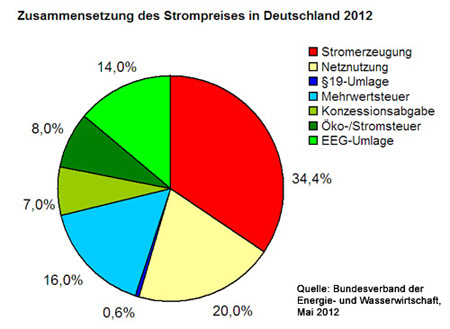 Zusammensetzung des Strompreises in Deutschland 2012
Stromerzeugung
Netznutzung
§19-Umlage
Mehrwertsteuer
Konzessionsabgabe
Öko-/Stromsteuer
EEG-Umlage
14,0%
8,0%
7,0%
16,0%
0,6%
20,0%
34,4%
Quelle: Bundesverband der
Energie- und Wasserwirtschaft,
Mai 2012